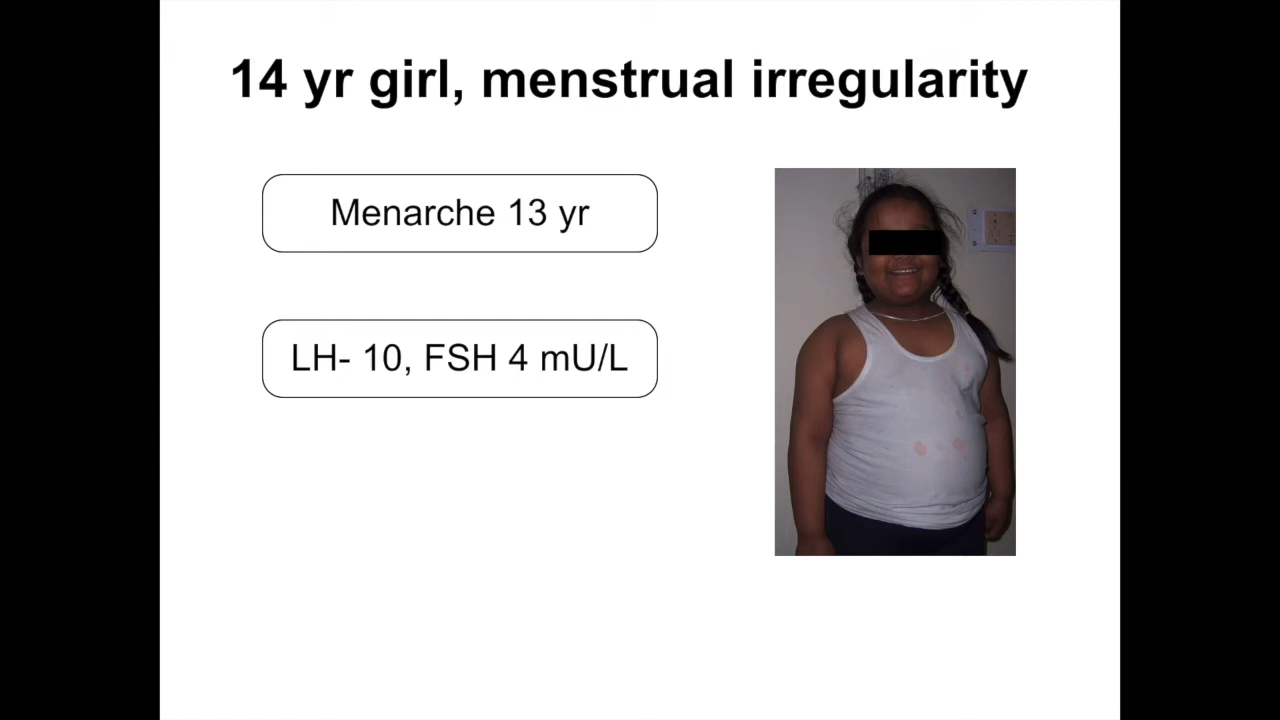 14 yr girl, menstrual irregularity
Menarche 13 yr
LH- 10, FSH 4 mU/L